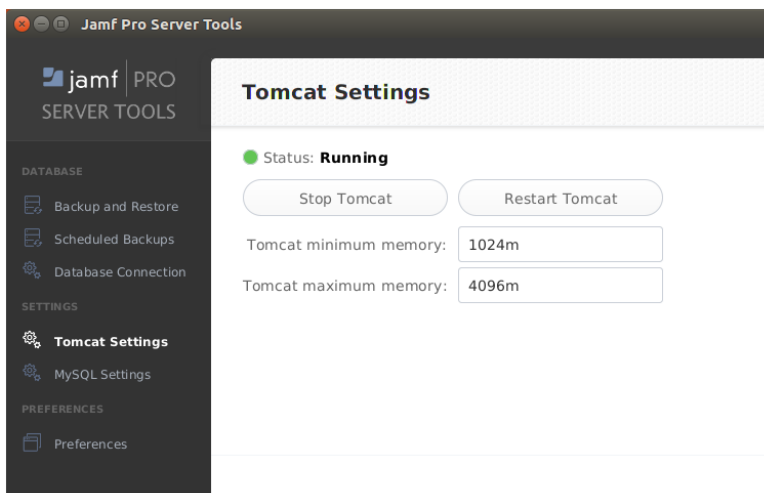 Jamf Pro Server Tools
jamf PRO
SERVER TOOLS
DATABASE
Backup and Restore
Scheduled Backups
Database Connection
SETTINGS
Tomcat Settings
MySQL Settings
PREFERENCES
Preferences
Tomcat Settings
Status: Running
Stop Tomcat Restart Tomcat
Tomcat minimum memory: 1024m
Tomcat maximum memory: 4096m